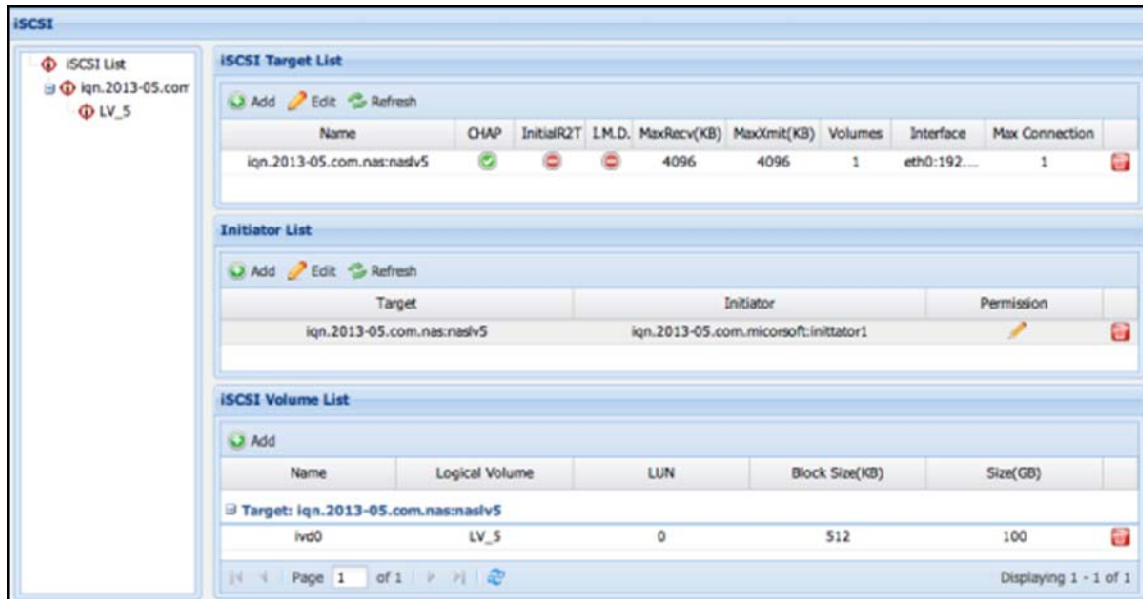 iSCSI
iSCSI List
iqn.2013-05.com
LV_5
iSCSI Target List
Add Edit Refresh
Name CHAP InitialR2T I.M.D. MaxRecv(KB) MaxXmit(KB) Volumes Interface Max Connection
iqn.2013-05.com.nas:naslv5 4096 4096 1 eth0:192.... 1
Initiator List
Add Edit Refresh
Target Initiator Permission
iqn.2013-05.com.nas:naslv5 iqn.2013-05.com.micorsoft:inittator1
iSCSI Volume List
Add
Name Logical Volume LUN Block Size(KB) Size(GB)
Target: iqn.2013-05.com.nas:naslv5
ivd0 LV_5 0 512 100
Page 1 of 1 Displaying 1 - 1 of 1